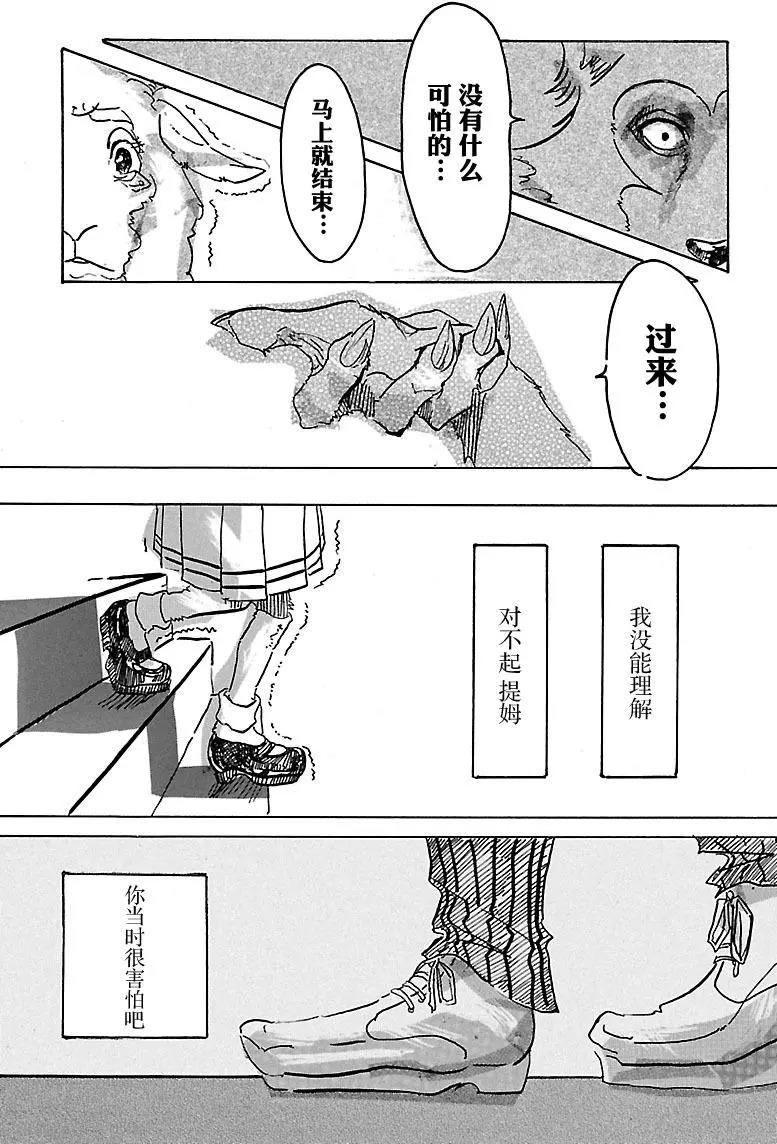 没有什么
可怕的…
马上就结束…
过来…
我没能理解
对不起 提姆
你当时很害怕吧